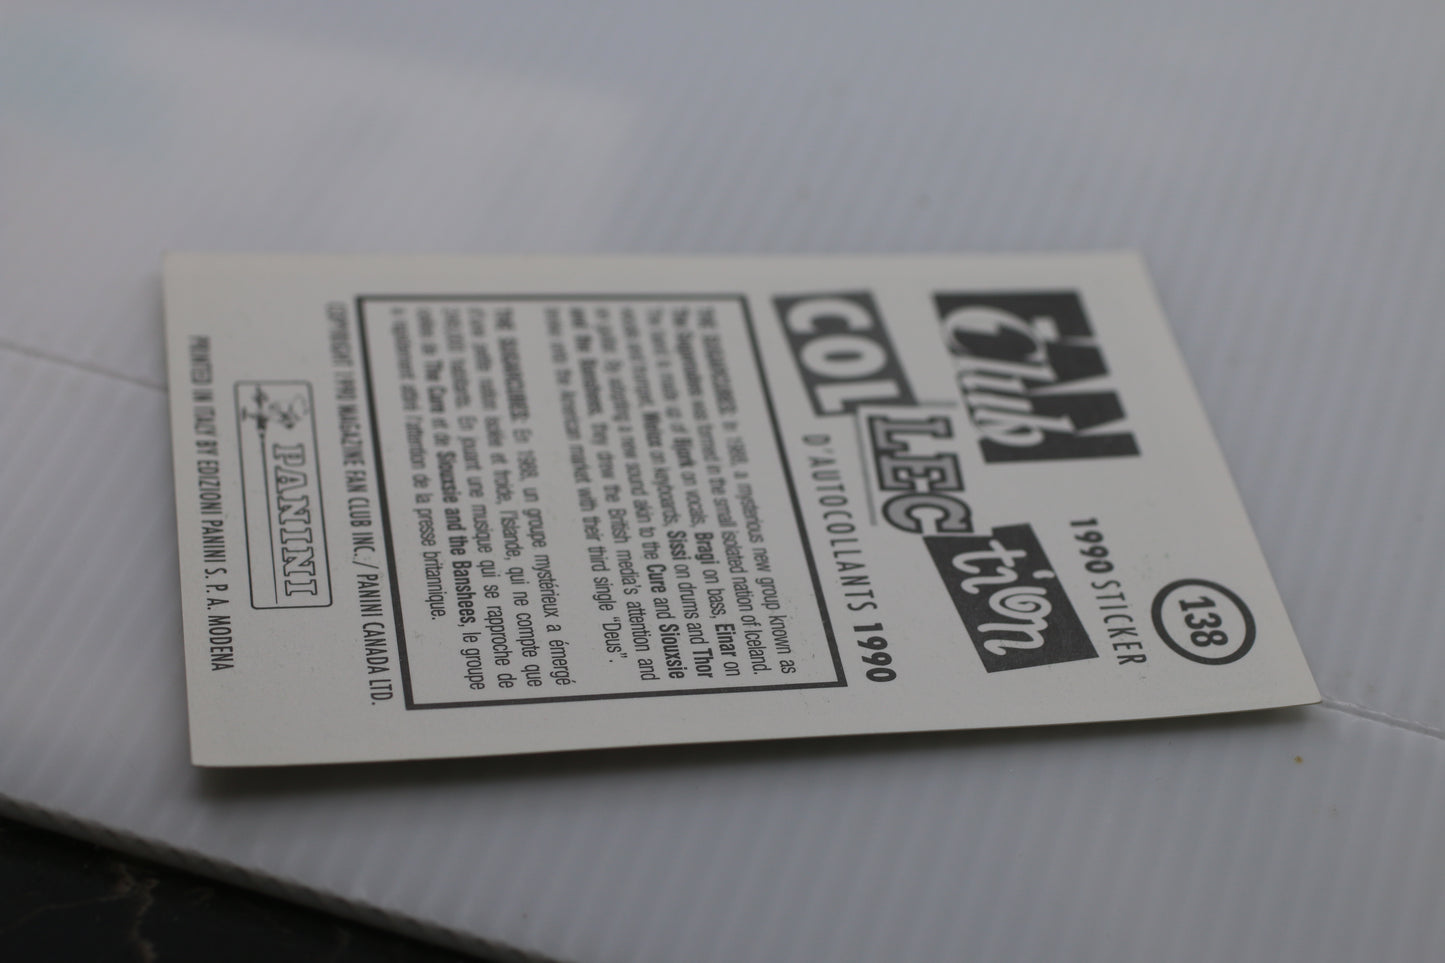 FAN
Club
1990 STICKER
138
COL
LEC
tion
D'AUTOCOLLANTS 1990
THE SUGARCUBES: In 1988, a mysterious new group known as
The Sugarcubes was formed in the small isolated nation of Iceland.
The band is made up of Bjork on vocals, Bragi on bass, Einar on
vocals and trumpet, Melax on keyboards, Sissi on drums and Thor
on guitar. By adopting a new sound akin to the Cure and Siouxsie
and the Banshees, they drew the British media's attention and
broke into the American market with their third single "Deus".
THE SUGARCUBES: En 1988, un groupe mystérieux a émergé
d'une petite nation isolée et froide, l'Islande, qui ne compte que
240,000 habitants. En jouant une musique qui se rapproche de
celles de The Cure et de Siouxsie and the Banshees, le groupe
a rapidement attiré l'attention de la presse britannique.
COPYRIGHT 1990 MAGAZINE FAN CLUB INC./ PANINI CANADA LTD.
PANINI
PRINTED IN ITALY BY EDIZIONI PANINI S. P. A. MODENA